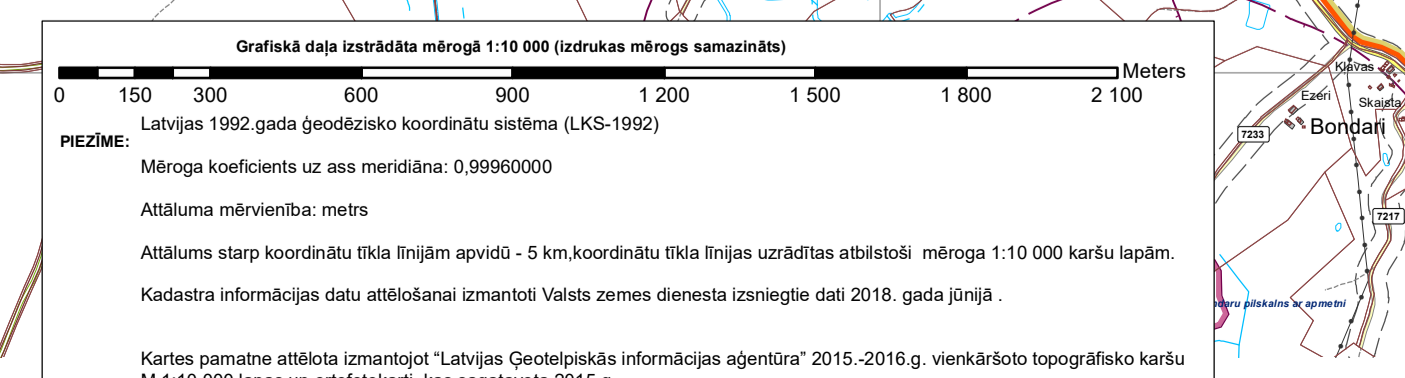 Grafiskā daļa izstrādāta mērogā 1:10 000 (izdrukas mērogs samazināts)
Meters
0 150 300 600 900 1 200 1 500 1 800 2 100
PIEZĪME:
Latvijas 1992.gada ģeodēzisko koordinātu sistēma (LKS-1992)
Mēroga koeficients uz ass meridiāna: 0,99960000
Attāluma mērvienība: metrs
Attālums starp koordinātu tīkla līnijām apvidū - 5 km,koordinātu tīkla līnijas uzrādītas atbilstoši mēroga 1:10 000 karšu lapām.
Kadastra informācijas datu attēlošanai izmantoti Valsts zemes dienesta izsniegtie dati 2018. gada jūnijā .
Kartes pamatne attēlota izmantojot “Latvijas Ģeotelpiskās informācijas aģentūra” 2015.-2016.g. vienkāršoto topogrāfisko karšu
Kļavas
Ezeri
Skaista
Bondari
7233
7217
pilskalns ar apmetni